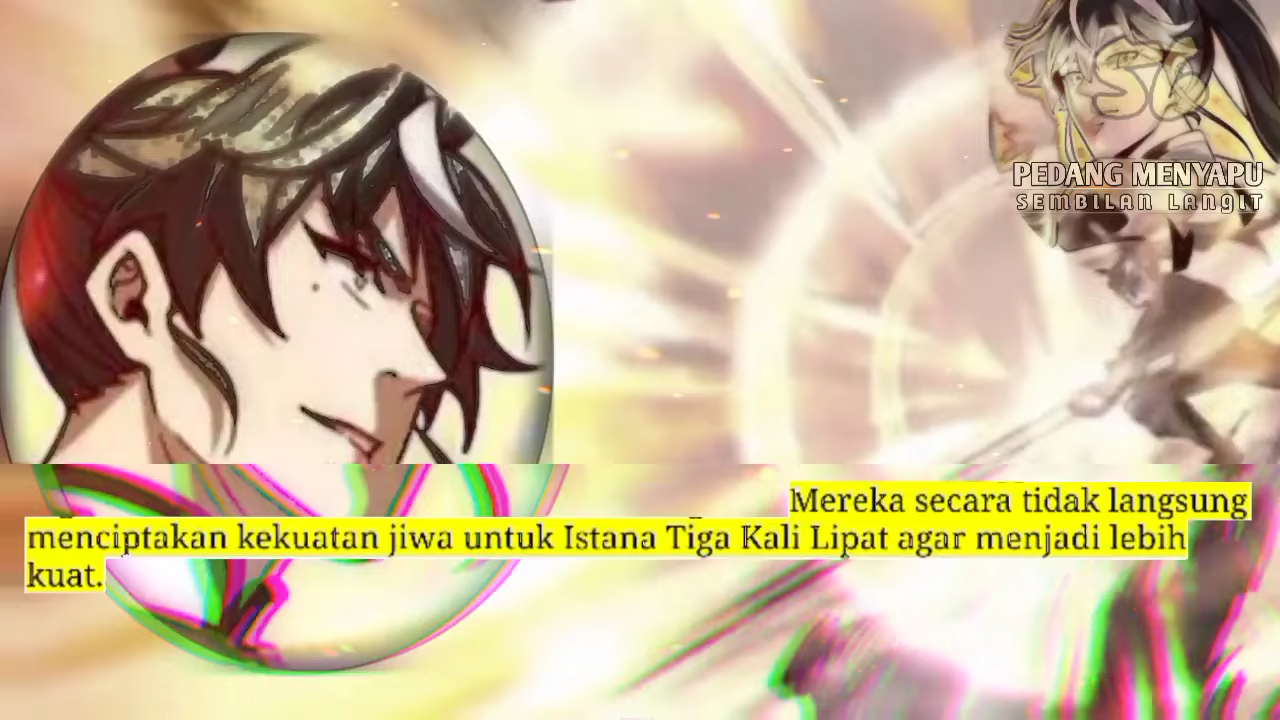 PEDANG MENYAPU
SEMBILAN LANGIT
Mereka secara tidak langsung
menciptakan kekuatan jiwa untuk Istana Tiga Kali Lipat agar menjadi lebih
kuat.